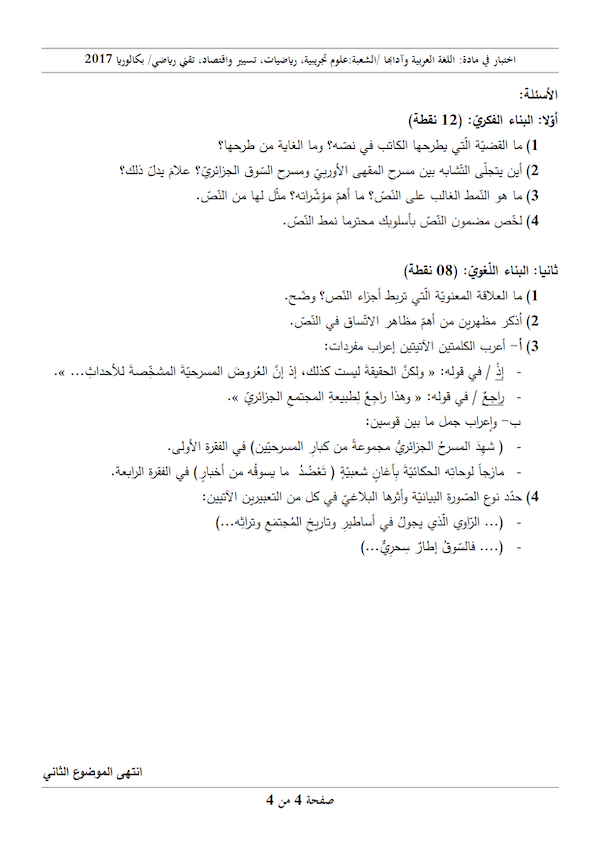 اختبار في مادة: اللغة العربية وآدابها /الشعبة:علوم تجريبية، رياضيات، تسيير واقتصاد، تقني رياضي/ بكالوريا 2017
الأسئلة:
أوّلا: البناء الفكريّ: (12 نقطة)
1) ما القضيّة الّتي يطرحها الكاتب في نصّه؟ وما الغاية من طرحها؟
2) أين يتجلّى التّشابه بين مسرح المقهى الأوربيّ ومسرح السّوق الجزائريّ؟ علامَ يدلّ ذلك؟
3) ما هو النّمط الغالب على النّصّ؟ ما أهمّ مؤشّراته؟ مثّل لها من النّصّ.
4) لخّص مضمون النّصّ بأسلوبك محترما نمط النّصّ.
ثانيا: البناء اللّغويّ: (08 نقطة)
1) ما العلاقة المعنويّة الّتي تربط أجزاء النّص؟ وضّح.
2) أذكر مظهرين من أهمّ مظاهر الاتّساق في النّصّ.
3) أ- أعرب الكلمتين الآتيتين إعراب مفردات:
- إذْ / في قوله: « ولكنَّ الحقيقةَ ليست كذلك، إذ إنَّ العُروضَ المسرحيّةَ المشخِّصةَ للأحداثِ... ».
- راجعٌ / في قوله: « وهذا راجعٌ لِطبيعةِ المجتمعِ الجزائريّ ».
ب- وإعراب جمل ما بين قوسين:
- ( شهِدَ المسرحُ الجزائريُّ مجموعةً من كبارِ المسرحيّين) في الفقرة الأولى.
- مازجاً لوحاتِه الحكائيّةَ بِأغانٍ شعبيّةٍ ( تَعْضُدُ ما يسوقُه من أخبارٍ ) في الفقرة الرابعة.
4) حدّد نوع الصّورة البيانيّة وأثرها البلاغيّ في كل من التعبيرين الآتيين:
- (... الرّاوي الّذي يجولُ في أساطيرِ وتاريخِ المُجتمَعِ وتراثِه...)
- (.... فالسّوقُ إطارٌ سِحريٌّ...)
انتهى الموضوع الثاني
صفحة 4 من 4